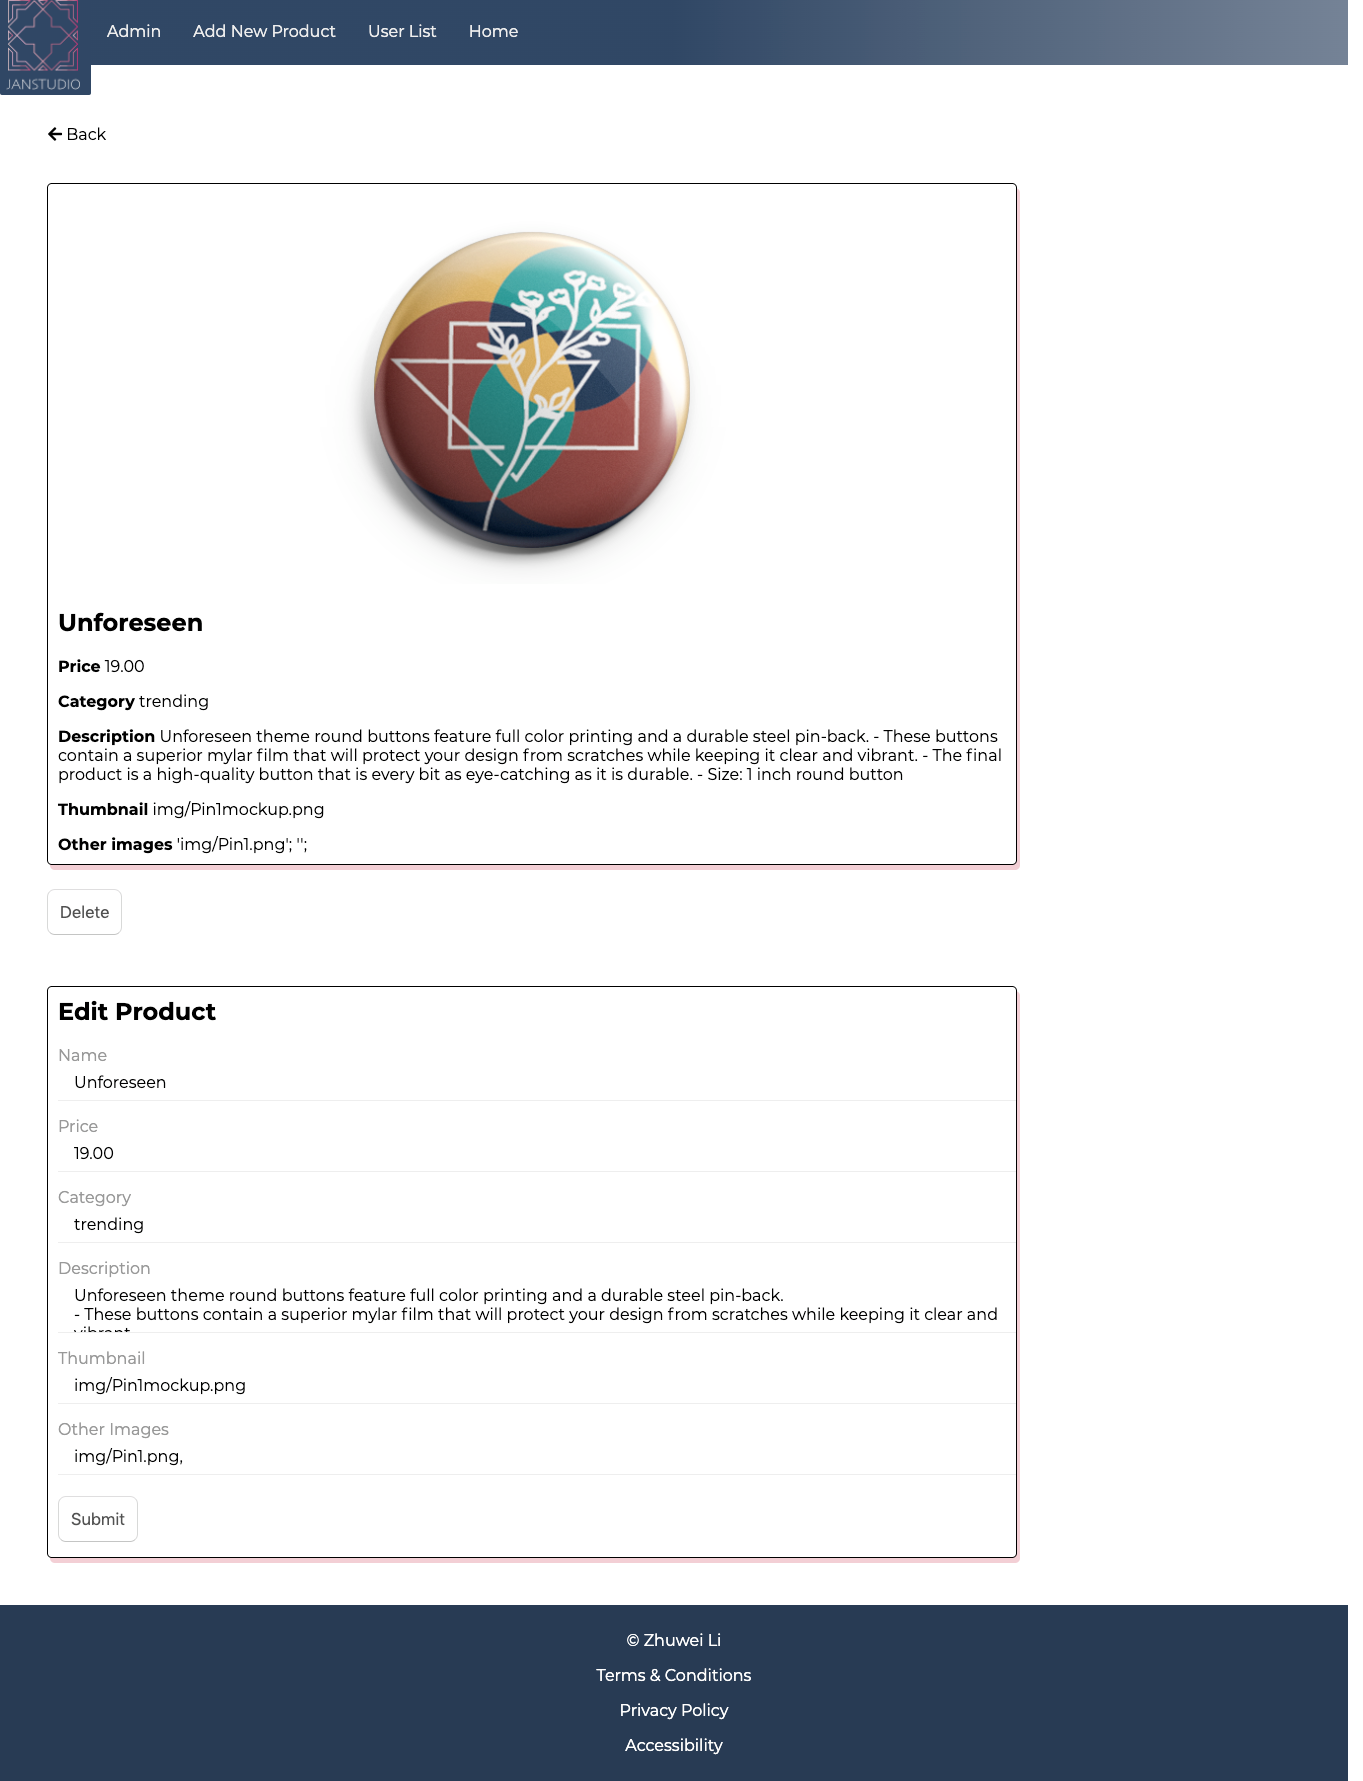 JANSTUDIO
Admin
Add New Product
User List
Home
Back
Unforeseen
Price 19.00
Category trending
Description Unforeseen theme round buttons feature full color printing and a durable steel pin-back. - These buttons
contain a superior mylar film that will protect your design from scratches while keeping it clear and vibrant. - The final
product is a high-quality button that is every bit as eye-catching as it is durable. - Size: 1 inch round button
Thumbnail img/Pin1mockup.png
Other images 'img/Pin1.png'; '';
Delete
Edit Product
Name
Unforeseen
Price
19.00
Category
trending
Description
Unforeseen theme round buttons feature full color printing and a durable steel pin-back.
- These buttons contain a superior mylar film that will protect your design from scratches while keeping it clear and
vibrant
Thumbnail
img/Pin1mockup.png
Other Images
img/Pin1.png,
Submit
© Zhuwei Li
Terms & Conditions
Privacy Policy
Accessibility